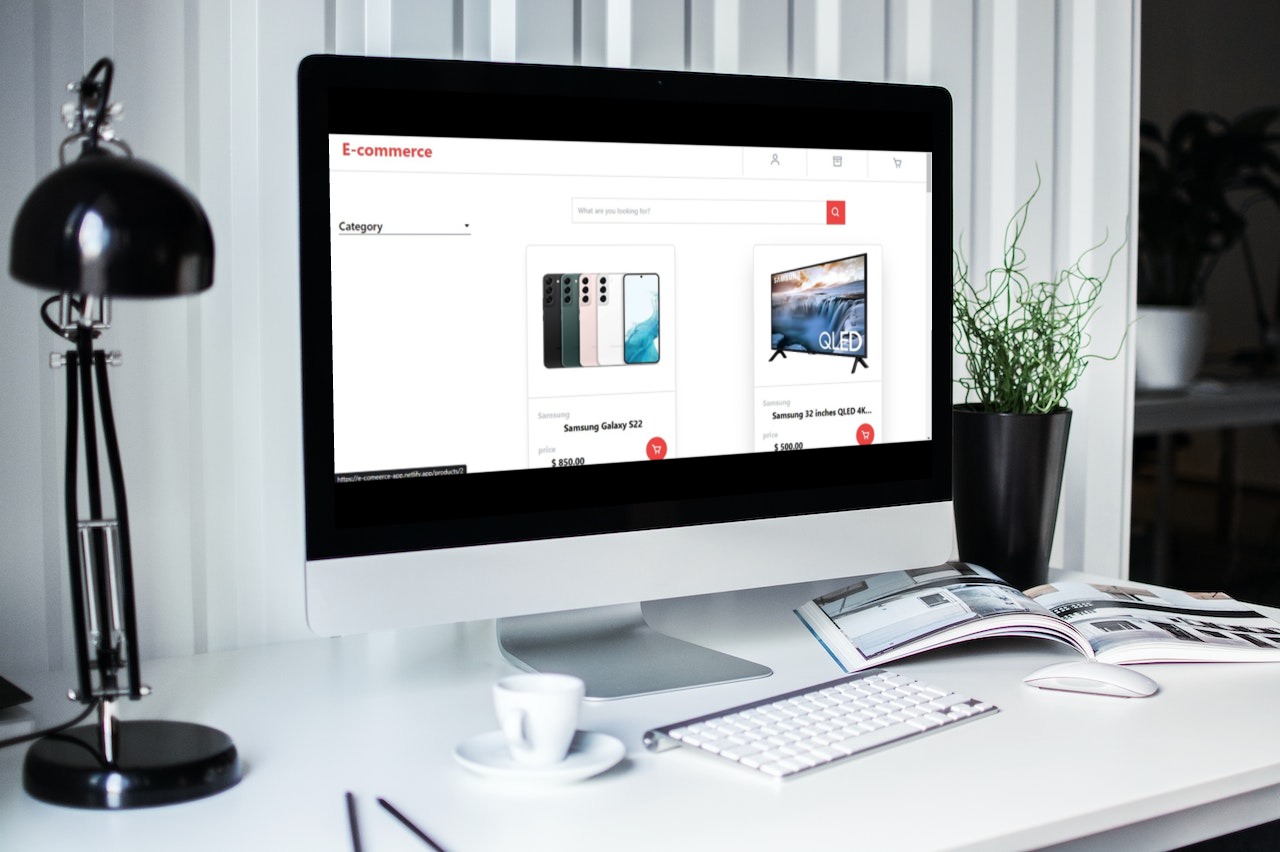 E-commerce
What are you looking for?
Category
SAMSUNG
QLED
Samsung
Samsung Galaxy S22
price
$ 850.00
Samsung
Samsung 32 inches QLED 4K...
price
$ 500.00
https://e-comeerce-app.netlify.app/products/2